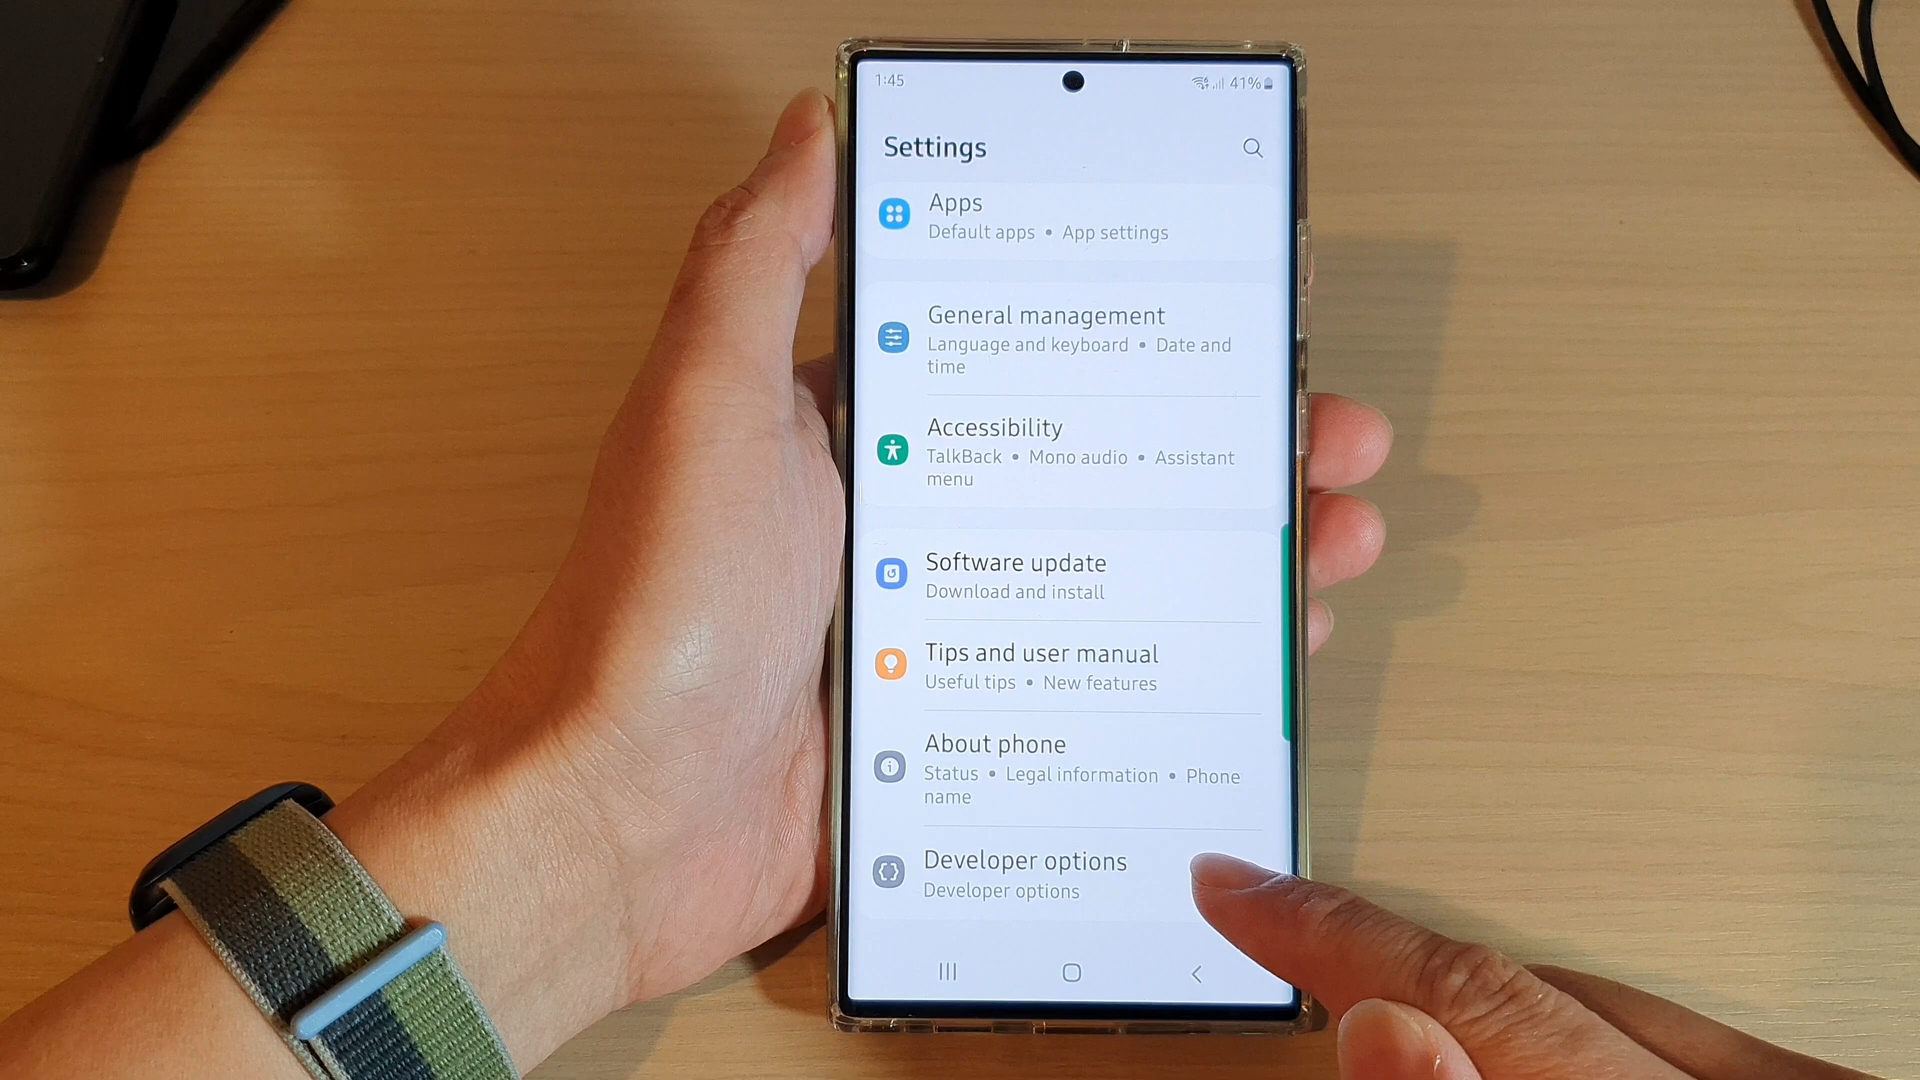 1:45
41%
Settings
Apps
Default apps • App settings
General management
Language and keyboard • Date and
time
Accessibility
TalkBack • Mono audio • Assistant
menu
Software update
Download and install
Tips and user manual
Useful tips • New features
About phone
Status • Legal information • Phone
name
Developer options
Developer options